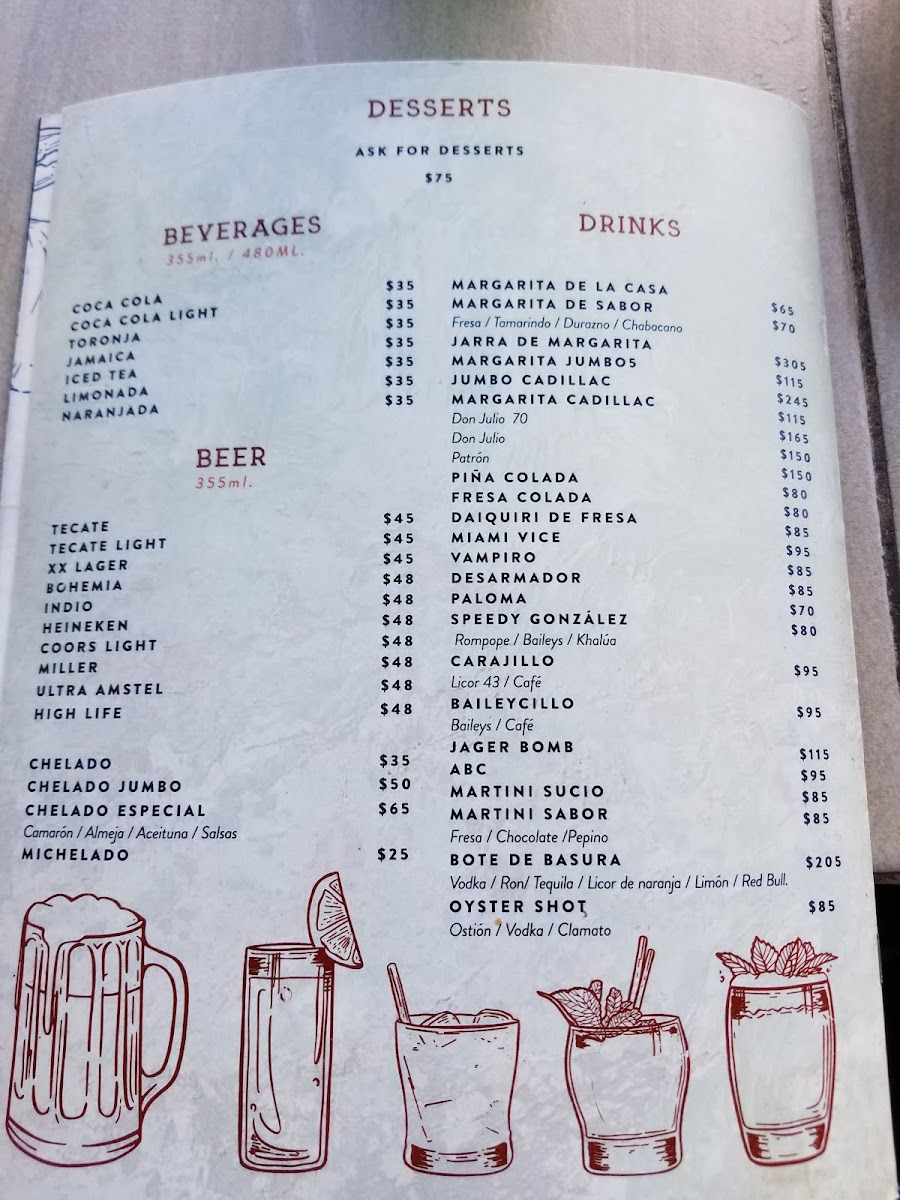 DESSERTS
ASK FOR DESSERTS
$75
BEVERAGES
355ml. / 480ML.
COCA COLA $35
COCA COLA LIGHT $35
TORONJA $35
JAMAICA $35
ICED TEA $35
LIMONADA $35
NARANJADA $35
BEER
355ml.
TECATE $45
TECATE LIGHT $45
XX LAGER $45
BOHEMIA $48
INDIO $48
HEINEKEN $48
COORS LIGHT $48
MILLER $48
ULTRA AMSTEL $48
HIGH LIFE $48
CHELADO $35
CHELADO JUMBO $50
CHELADO ESPECIAL $65
Camarón / Almeja / Aceituna / Salsas
MICHELADO $25
DRINKS
MARGARITA DE LA CASA $65
MARGARITA DE SABOR $70
Fresa / Tamarindo / Durazno / Chabacano
JARRA DE MARGARITA $305
MARGARITA JUMBO5 $115
JUMBO CADILLAC $245
MARGARITA CADILLAC $115
Don Julio 70 $165
Don Julio $150
Patrón $150
PIÑA COLADA $80
FRESA COLADA $80
DAIQUIRI DE FRESA $85
MIAMI VICE $95
VAMPIRO $85
DESARMADOR $85
PALOMA $70
SPEEDY GONZÁLEZ $80
Rompope / Baileys / Khalúa
CARAJILLO $95
Licor 43 / Café
BAILEYCILLO $95
Baileys / Café
JAGER BOMB $115
ABC $95
MARTINI SUCIO $85
MARTINI SABOR $85
Fresa / Chocolate /Pepino
BOTE DE BASURA $205
Vodka / Ron/ Tequila / Licor de naranja / Limón / Red Bull.
OYSTER SHOT $85
Ostión / Vodka / Clamato